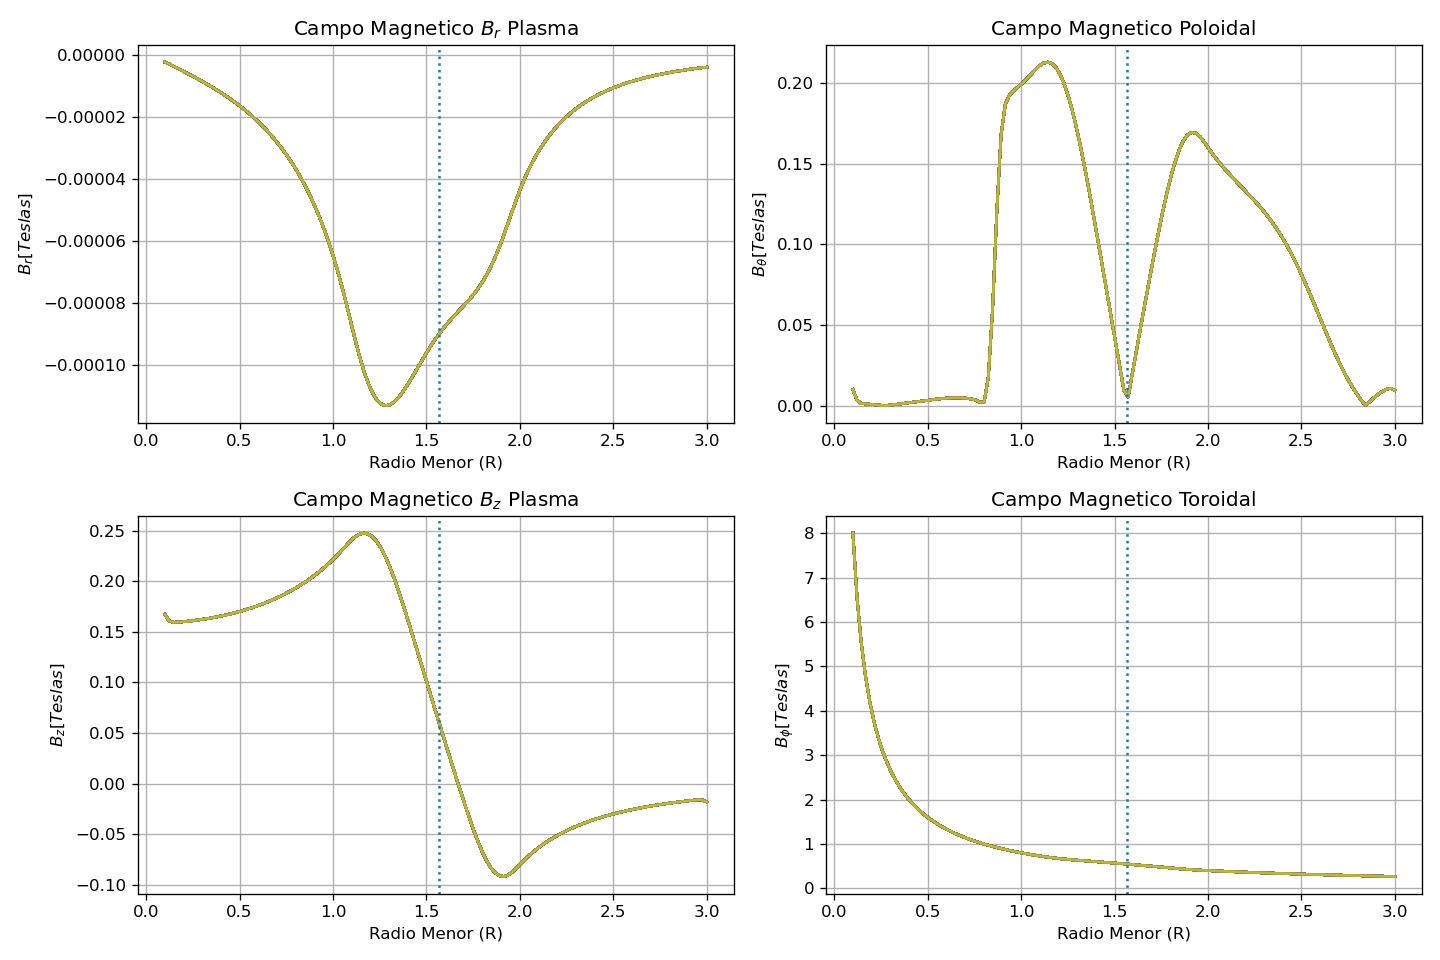 Campo Magnetico B_r Plasma
0.00000
−0.00002
−0.00004
−0.00006
−0.00008
−0.00010
B_r[Teslas]
0.0 0.5 1.0 1.5 2.0 2.5 3.0
Radio Menor (R)
Campo Magnetico Poloidal
0.20
0.15
0.10
0.05
0.00
B_θ[Teslas]
0.0 0.5 1.0 1.5 2.0 2.5 3.0
Radio Menor (R)
Campo Magnetico B_z Plasma
0.25
0.20
0.15
0.10
0.05
0.00
−0.05
−0.10
B_z[Teslas]
0.0 0.5 1.0 1.5 2.0 2.5 3.0
Radio Menor (R)
Campo Magnetico Toroidal
8
7
6
5
4
3
2
1
0
B_ϕ[Teslas]
0.0 0.5 1.0 1.5 2.0 2.5 3.0
Radio Menor (R)